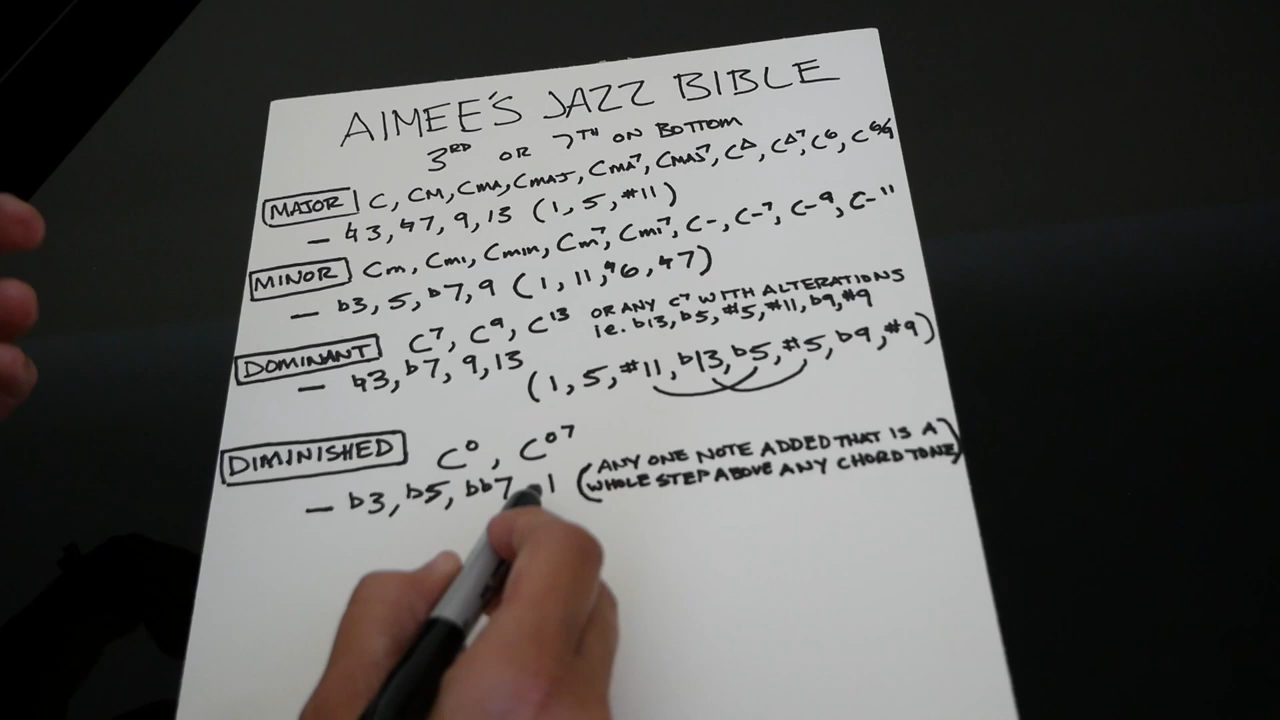 AIMEE'S JAZZ BIBLE
3RD OR 7TH ON BOTTOM
MAJOR C, CM, CMA, CMAJ, CMA7, CMAJ7, C△, C△7, C6, C6/9
— ♮3, ♮7, 9, 13 (1, 5, #11)
MINOR Cm, Cmi, Cmin, Cm7, Cmi7, C-, C-7, C-9, C-11
— b3, 5, b7, 9 (1, 11, ♮6, ♮7)
DOMINANT C7, C9, C13 OR ANY C7 WITH ALTERATIONS
ie. b13, b5, #5, #11, b9, #9
— ♮3, b7, 9, 13 (1, 5, #11, b13, b5, #5, b9, #9)
DIMINISHED C°, C°7 (ANY ONE NOTE ADDED THAT IS A
WHOLE STEP ABOVE ANY CHORD TONE)
— b3, b5, bb7, 1